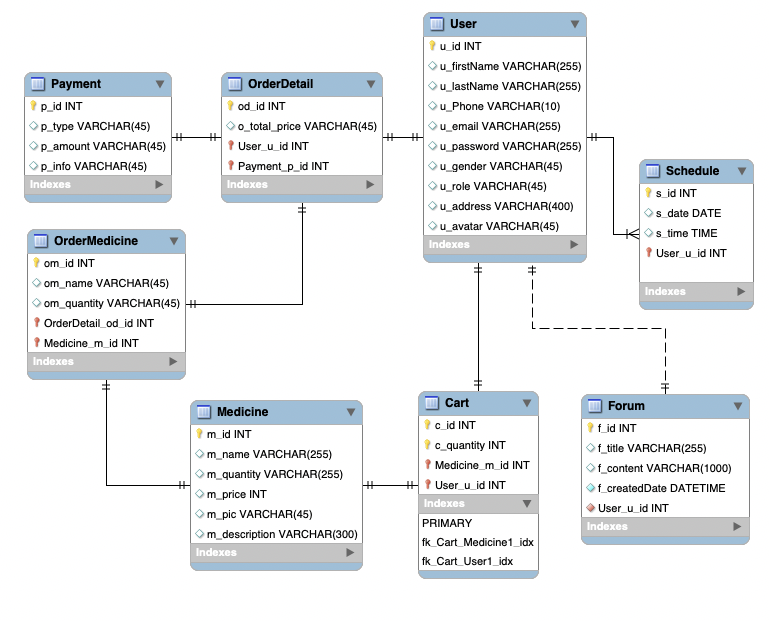 User
u_id INT
u_firstName VARCHAR(255)
u_lastName VARCHAR(255)
u_Phone VARCHAR(10)
u_email VARCHAR(255)
u_password VARCHAR(255)
u_gender VARCHAR(45)
u_role VARCHAR(45)
u_address VARCHAR(400)
u_avatar VARCHAR(45)
Indexes
Payment
p_id INT
p_type VARCHAR(45)
p_amount VARCHAR(45)
p_info VARCHAR(45)
Indexes
OrderDetail
od_id INT
o_total_price VARCHAR(45)
User_u_id INT
Payment_p_id INT
Indexes
Schedule
s_id INT
s_date DATE
s_time TIME
User_u_id INT
Indexes
OrderMedicine
om_id INT
om_name VARCHAR(45)
om_quantity VARCHAR(45)
OrderDetail_od_id INT
Medicine_m_id INT
Indexes
Medicine
m_id INT
m_name VARCHAR(255)
m_quantity VARCHAR(255)
m_price INT
m_pic VARCHAR(45)
m_description VARCHAR(300)
Indexes
Cart
c_id INT
c_quantity INT
Medicine_m_id INT
User_u_id INT
Indexes
PRIMARY
fk_Cart_Medicine1_idx
fk_Cart_User1_idx
Forum
f_id INT
f_title VARCHAR(255)
f_content VARCHAR(1000)
f_createdDate DATETIME
User_u_id INT
Indexes